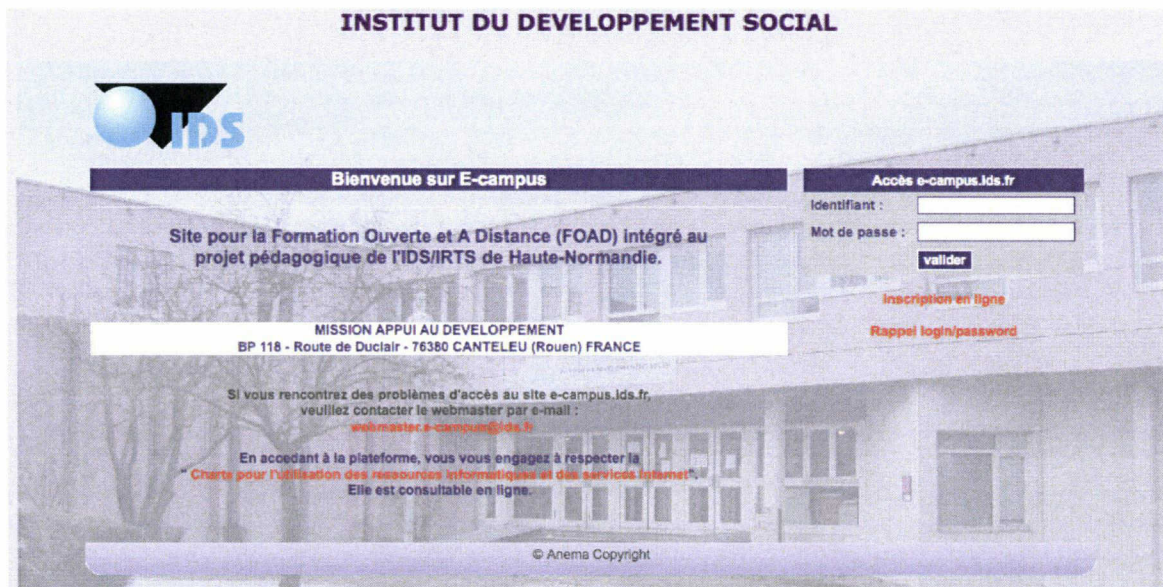 INSTITUT DU DEVELOPPEMENT SOCIAL
IDS
Bienvenue sur E-campus
Site pour la Formation Ouverte et A Distance (FOAD) intégré au
projet pédagogique de l'IDS/IRTS de Haute-Normandie.
MISSION APPUI AU DEVELOPPEMENT
BP 118 - Route de Duclair - 76380 CANTELEU (Rouen) FRANCE
Si vous rencontrez des problèmes d'accès au site e-campus.ids.fr,
veuillez contacter le webmaster par e-mail :
webmaster.e-campus@ids.fr
En accedant à la plateforme, vous vous engagez à respecter la
" Charte pour l'utilisation des ressources informatiques et des services Internet".
Elle est consultable en ligne.
Accès e-campus.ids.fr
Identifiant :
Mot de passe :
valider
Inscription en ligne
Rappel login/password
© Anema Copyright